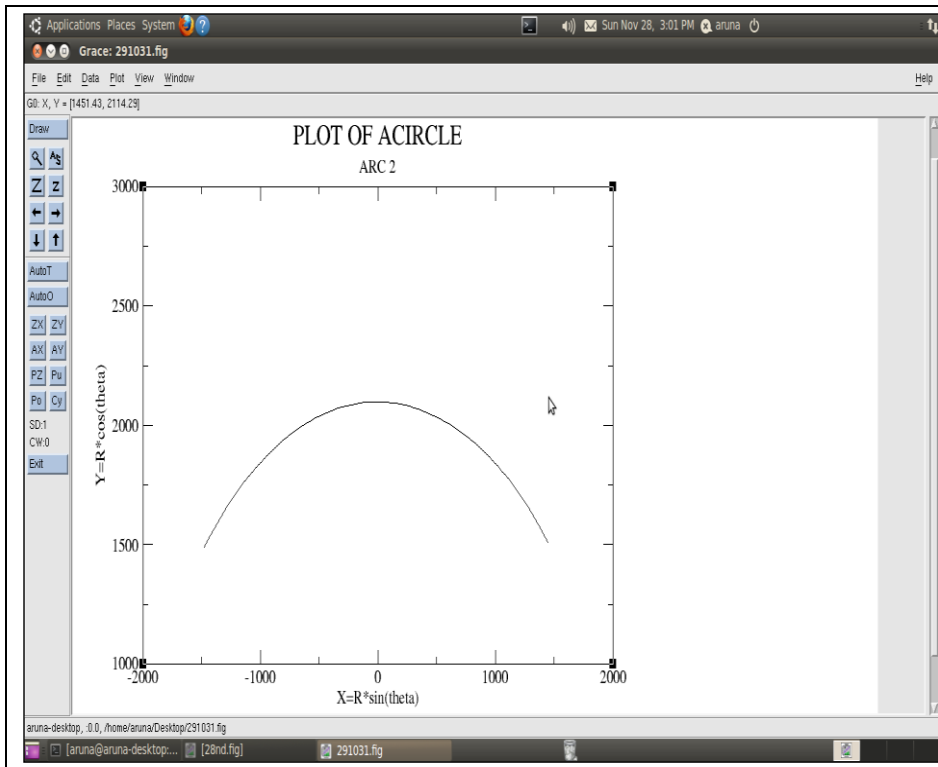 Applications Places System Sun Nov 28, 3:01 PM aruna
Grace: 291031.fig
File Edit Data Plot View Window Help
G0: X, Y = [1451.43, 2114.29]
Draw
Z z
AutoT
AutoO
ZX ZY
AX AY
PZ Pu
Po Cy
SD:1
CW:0
Exit
PLOT OF ACIRCLE
ARC 2
3000
2500
2000
1500
1000
Y=R*cos(theta)
-2000 -1000 0 1000 2000
X=R*sin(theta)
aruna-desktop, :0.0, /home/aruna/Desktop/291031.fig
[aruna@aruna-desktop:... [28nd.fig] 291031.fig